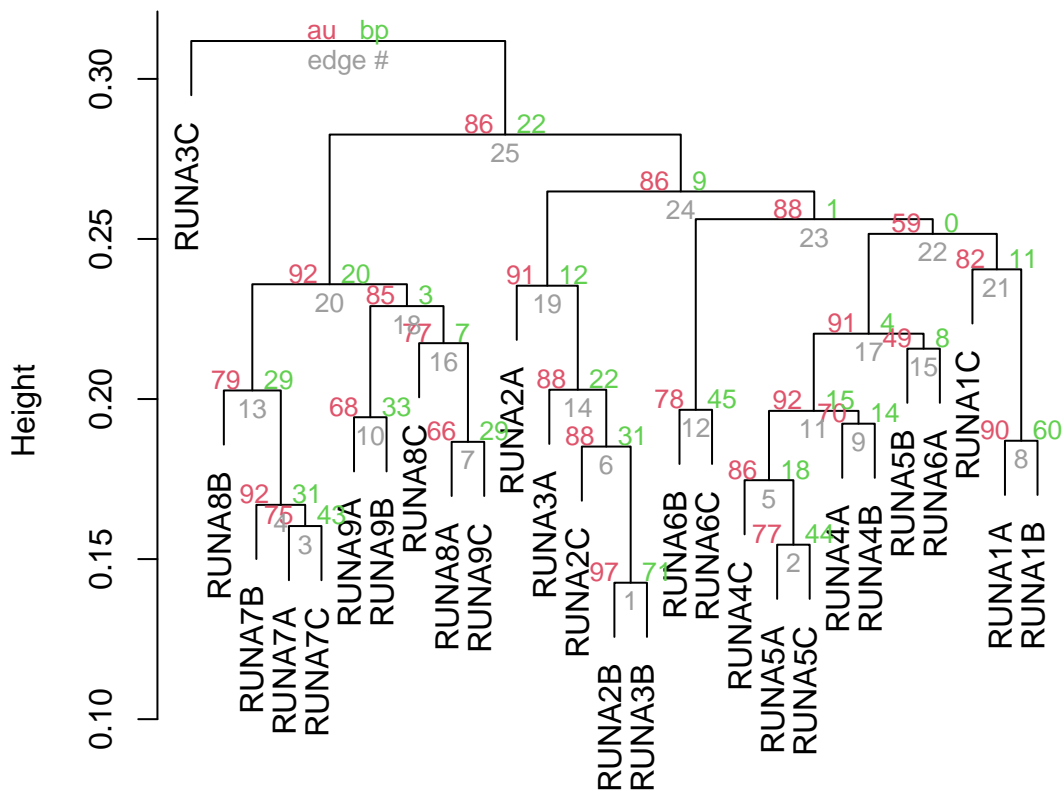 au bp
edge #
0.30
0.25
0.20
0.15
0.10
Height
86 22
25
86 9
24
88 1
23
59 0
22
82 11
21
92 20
20
91 12
19
85 3
18
91 4
17
77 7
16
49 8
15
88 22
14
79 29
13
78 45
12
92 15
11
68 33
10
70 14
9
90 60
8
66 29
7
88 31
6
86 18
5
92 31
4
75 43
3
77 44
2
97 71
1
RUNA3C
RUNA8B
RUNA7B
RUNA7A
RUNA7C
RUNA9A
RUNA9B
RUNA8C
RUNA8A
RUNA9C
RUNA2A
RUNA3A
RUNA2C
RUNA2B
RUNA3B
RUNA6B
RUNA6C
RUNA4C
RUNA5A
RUNA5C
RUNA4A
RUNA4B
RUNA5B
RUNA6A
RUNA1C
RUNA1A
RUNA1B